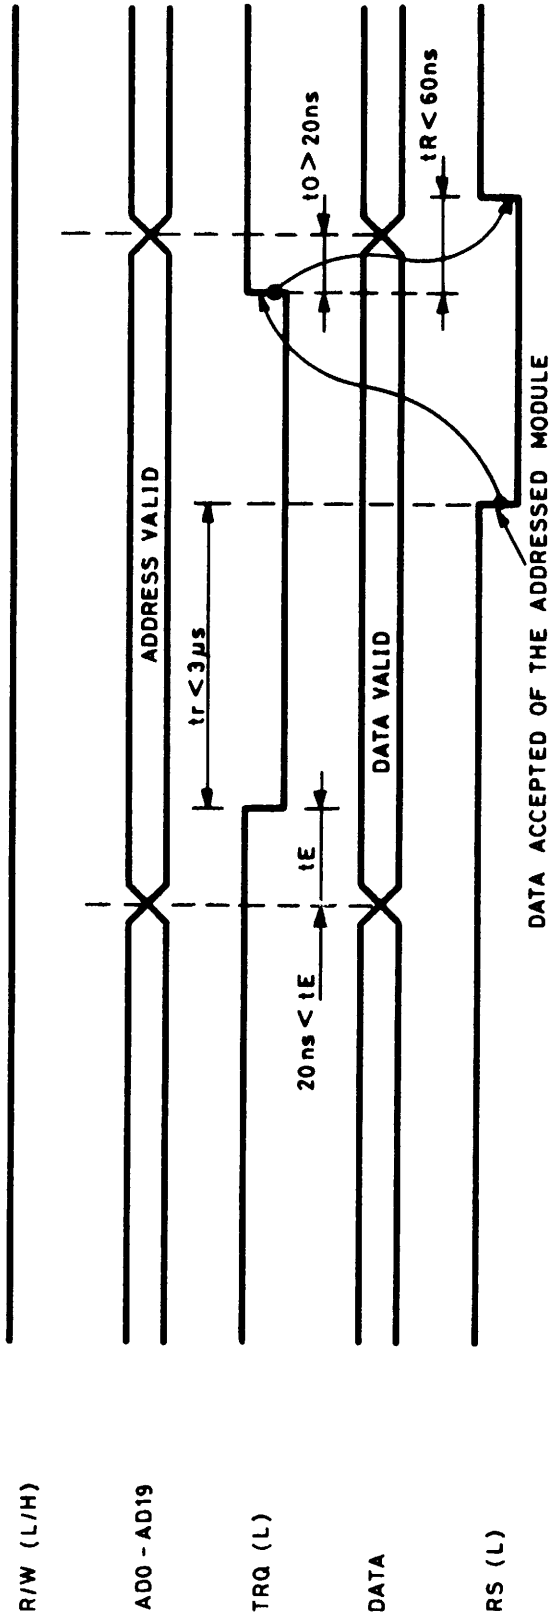 R/W (L/H)
AD0 - AD19
ADDRESS VALID
TRQ (L)
tr < 3µs
20ns < tE
tE
tO > 20ns
DATA
DATA VALID
tR < 60ns
RS (L)
DATA ACCEPTED OF THE ADDRESSED MODULE